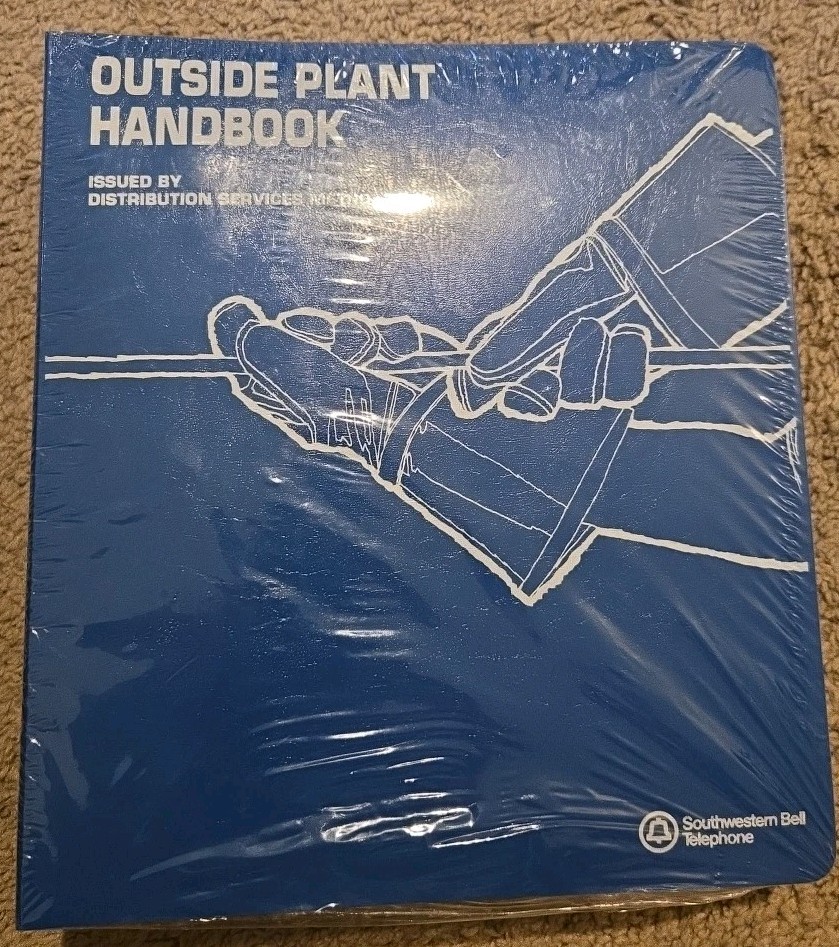 OUTSIDE PLANT
HANDBOOK
ISSUED BY
DISTRIBUTION SERVICES
Southwestern Bell
Telephone